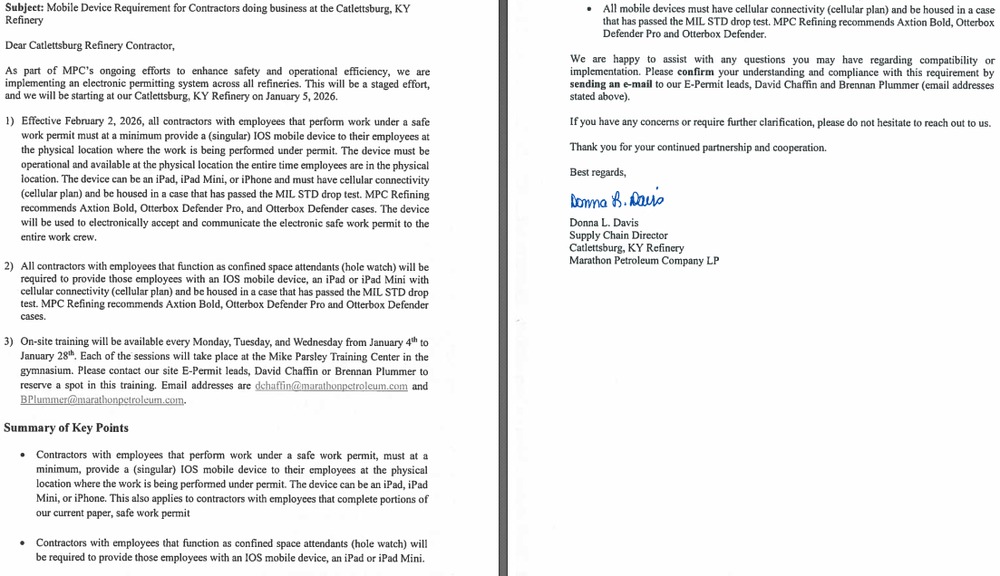 Subject: Mobile Device Requirement for Contractors doing business at the Catlettsburg, KY
Refinery
Dear Catlettsburg Refinery Contractor,
As part of MPC's ongoing efforts to enhance safety and operational efficiency, we are
implementing an electronic permitting system across all refineries. This will be a staged effort,
and we will be starting at our Catlettsburg, KY Refinery on January 5, 2026.
1) Effective February 2, 2026, all contractors with employees that perform work under a safe
work permit must at a minimum provide a (singular) IOS mobile device to their employees at
the physical location where the work is being performed under permit. The device must be
operational and available at the physical location the entire time employees are in the physical
location. The device can be an iPad, iPad Mini, or iPhone and must have cellular connectivity
(cellular plan) and be housed in a case that has passed the MIL STD drop test. MPC Refining
recommends Axtion Bold, Otterbox Defender Pro, and Otterbox Defender cases. The device
will be used to electronically accept and communicate the electronic safe work permit to the
entire work crew.
2) All contractors with employees that function as confined space attendants (hole watch) will be
required to provide those employees with an IOS mobile device, an iPad or iPad Mini with
cellular connectivity (cellular plan) and be housed in a case that has passed the MIL STD drop
test. MPC Refining recommends Axtion Bold, Otterbox Defender Pro and Otterbox Defender
cases.
3) On-site training will be available every Monday, Tuesday, and Wednesday from January 4th to
January 28th. Each of the sessions will take place at the Mike Parsley Training Center in the
gymnasium. Please contact our site E-Permit leads, David Chaffin or Brennan Plummer to
reserve a spot in this training. Email addresses are dchaffin@marathonpetroleum.com and
BPlummer@marathonpetroleum.com.
Summary of Key Points
• Contractors with employees that perform work under a safe work permit, must at a
minimum, provide a (singular) IOS mobile device to their employees at the physical
location where the work is being performed under permit. The device can be an iPad, iPad
Mini, or iPhone. This also applies to contractors with employees that complete portions of
our current paper, safe work permit
• Contractors with employees that function as confined space attendants (hole watch) will
be required to provide those employees with an IOS mobile device, an iPad or iPad Mini.
• All mobile devices must have cellular connectivity (cellular plan) and be housed in a case
that has passed the MIL STD drop test. MPC Refining recommends Axtion Bold, Otterbox
Defender Pro and Otterbox Defender.
We are happy to assist with any questions you may have regarding compatibility or
implementation. Please confirm your understanding and compliance with this requirement by
sending an e-mail to our E-Permit leads, David Chaffin and Brennan Plummer (email addresses
stated above).
If you have any concerns or require further clarification, please do not hesitate to reach out to us.
Thank you for your continued partnership and cooperation.
Best regards,
Donna L. Davis
Donna L. Davis
Supply Chain Director
Catlettsburg, KY Refinery
Marathon Petroleum Company LP